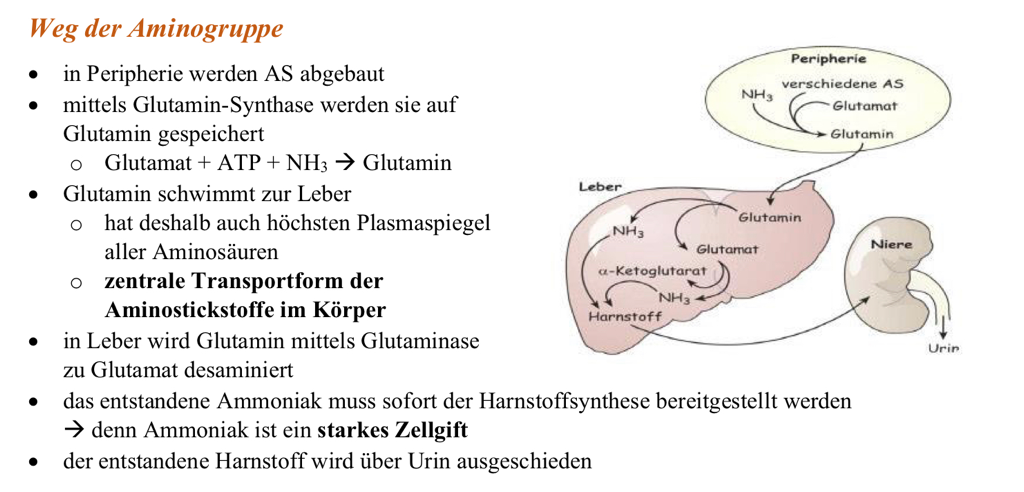 Weg der Aminogruppe
• in Peripherie werden AS abgebaut
• mittels Glutamin-Synthase werden sie auf
Glutamin gespeichert
o Glutamat + ATP + NH₃ → Glutamin
• Glutamin schwimmt zur Leber
o hat deshalb auch höchsten Plasmaspiegel
aller Aminosäuren
o zentrale Transportform der
Aminostickstoffe im Körper
• in Leber wird Glutamin mittels Glutaminase
zu Glutamat desaminiert
• das entstandene Ammoniak muss sofort der Harnstoffsynthese bereitgestellt werden
→ denn Ammoniak ist ein starkes Zellgift
• der entstandene Harnstoff wird über Urin ausgeschieden
Peripherie
verschiedene AS
NH₃
Glutamat
Glutamin
Leber
Glutamin
NH₃
Glutamat
α-Ketoglutarat
NH₃
Harnstoff
Niere
Urin